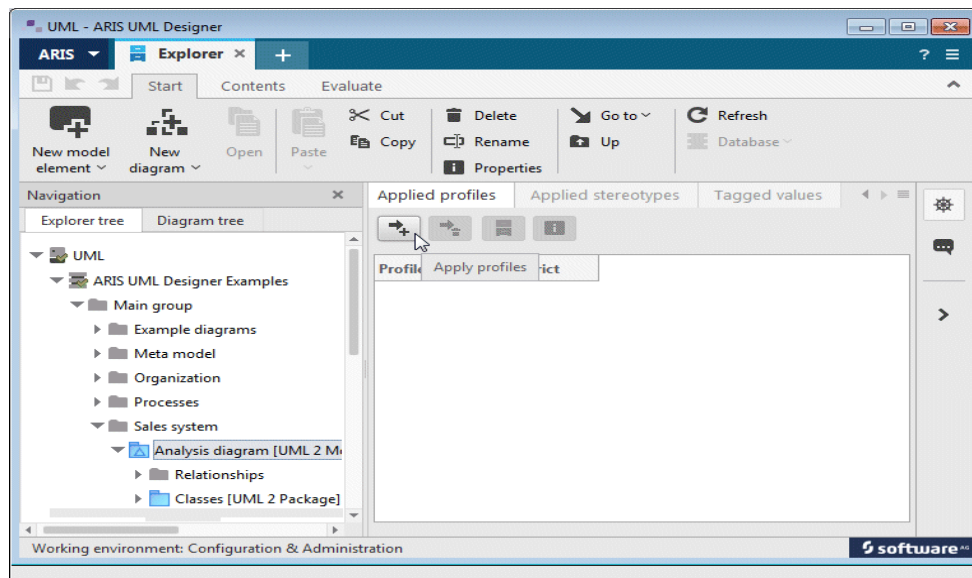 UML - ARIS UML Designer
ARIS Explorer
Start Contents Evaluate
New model element
New diagram
Open
Paste
Cut
Copy
Delete
Rename
Properties
Go to
Up
Refresh
Database
Navigation
Explorer tree Diagram tree
UML
ARIS UML Designer Examples
Main group
Example diagrams
Meta model
Organization
Processes
Sales system
Analysis diagram [UML 2 M
Relationships
Classes [UML 2 Package]
Applied profiles Applied stereotypes Tagged values
Profile
Apply profiles
rict
Working environment: Configuration & Administration
software AG